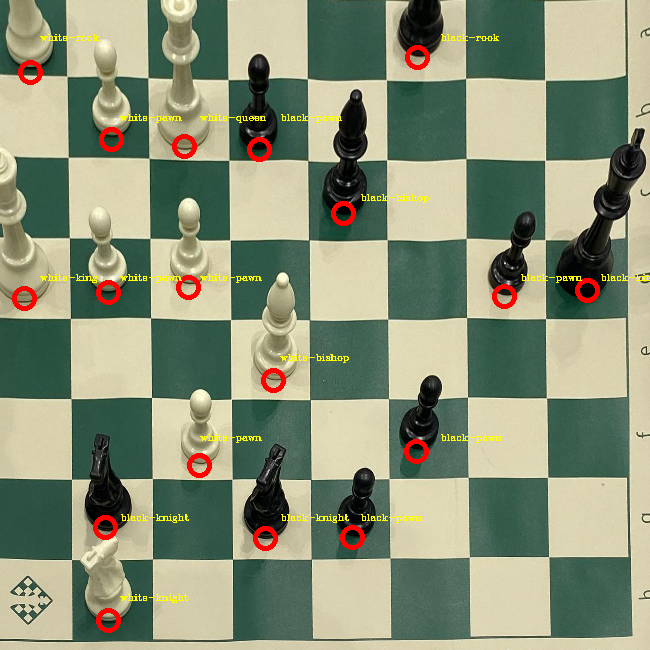 white-rook
black-rook
a
white-pawn
white-queen
black-pawn
b
black-bishop
c
white-king
white-pawn
white-pawn
black-pawn
white-bishop
e
white-pawn
black-pawn
f
black-knight
black-knight
black-pawn
g
white-knight
h